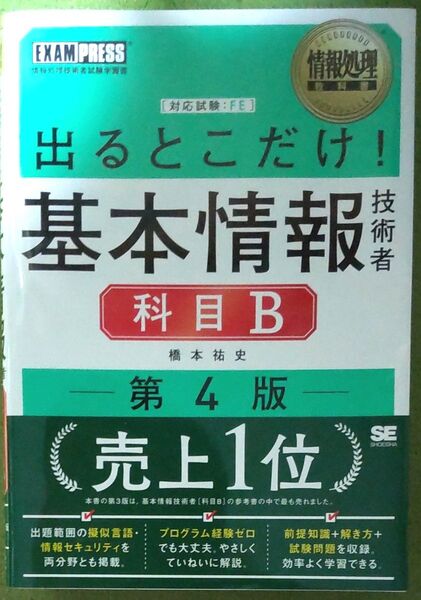 EXAMPRESS
情報処理技術者試験学習書
情報処理
教科書
[対応試験:FE]
出るとこだけ!
基本情報技術者
科目B
橋本祐史
第4版
売上1位
本書の第3版は、基本情報技術者[科目B]の参考書の中で最も売れました。
SE
SHOEISHA
出題範囲の擬似言語・
情報セキュリティを
両分野とも掲載。
プログラム経験ゼロ
でも大丈夫。やさしく
ていねいに解説。
前提知識+解き方+
試験問題を収録。
効率よく学習できる。